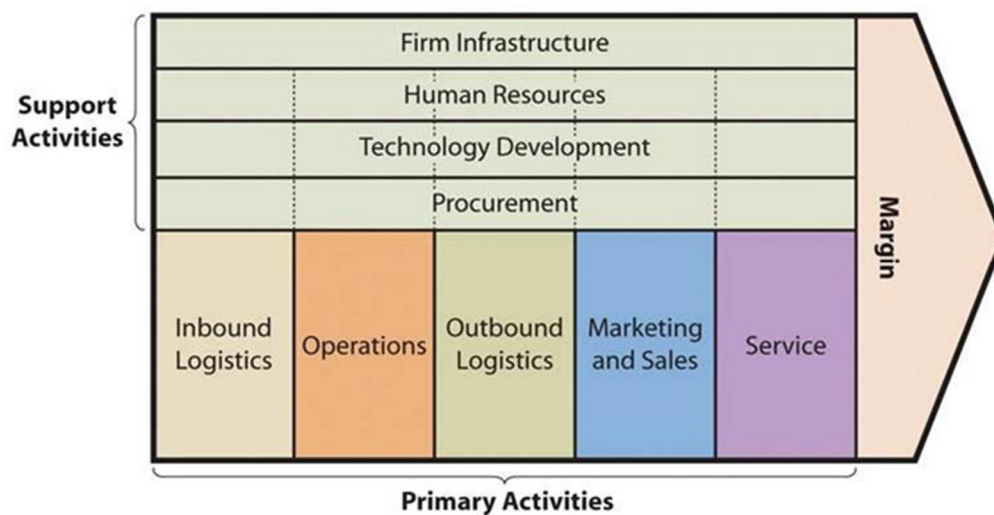 Firm Infrastructure
Human Resources
Technology Development
Procurement
Support
Activities
Inbound
Logistics
Operations
Outbound
Logistics
Marketing
and Sales
Service
Margin
Primary Activities